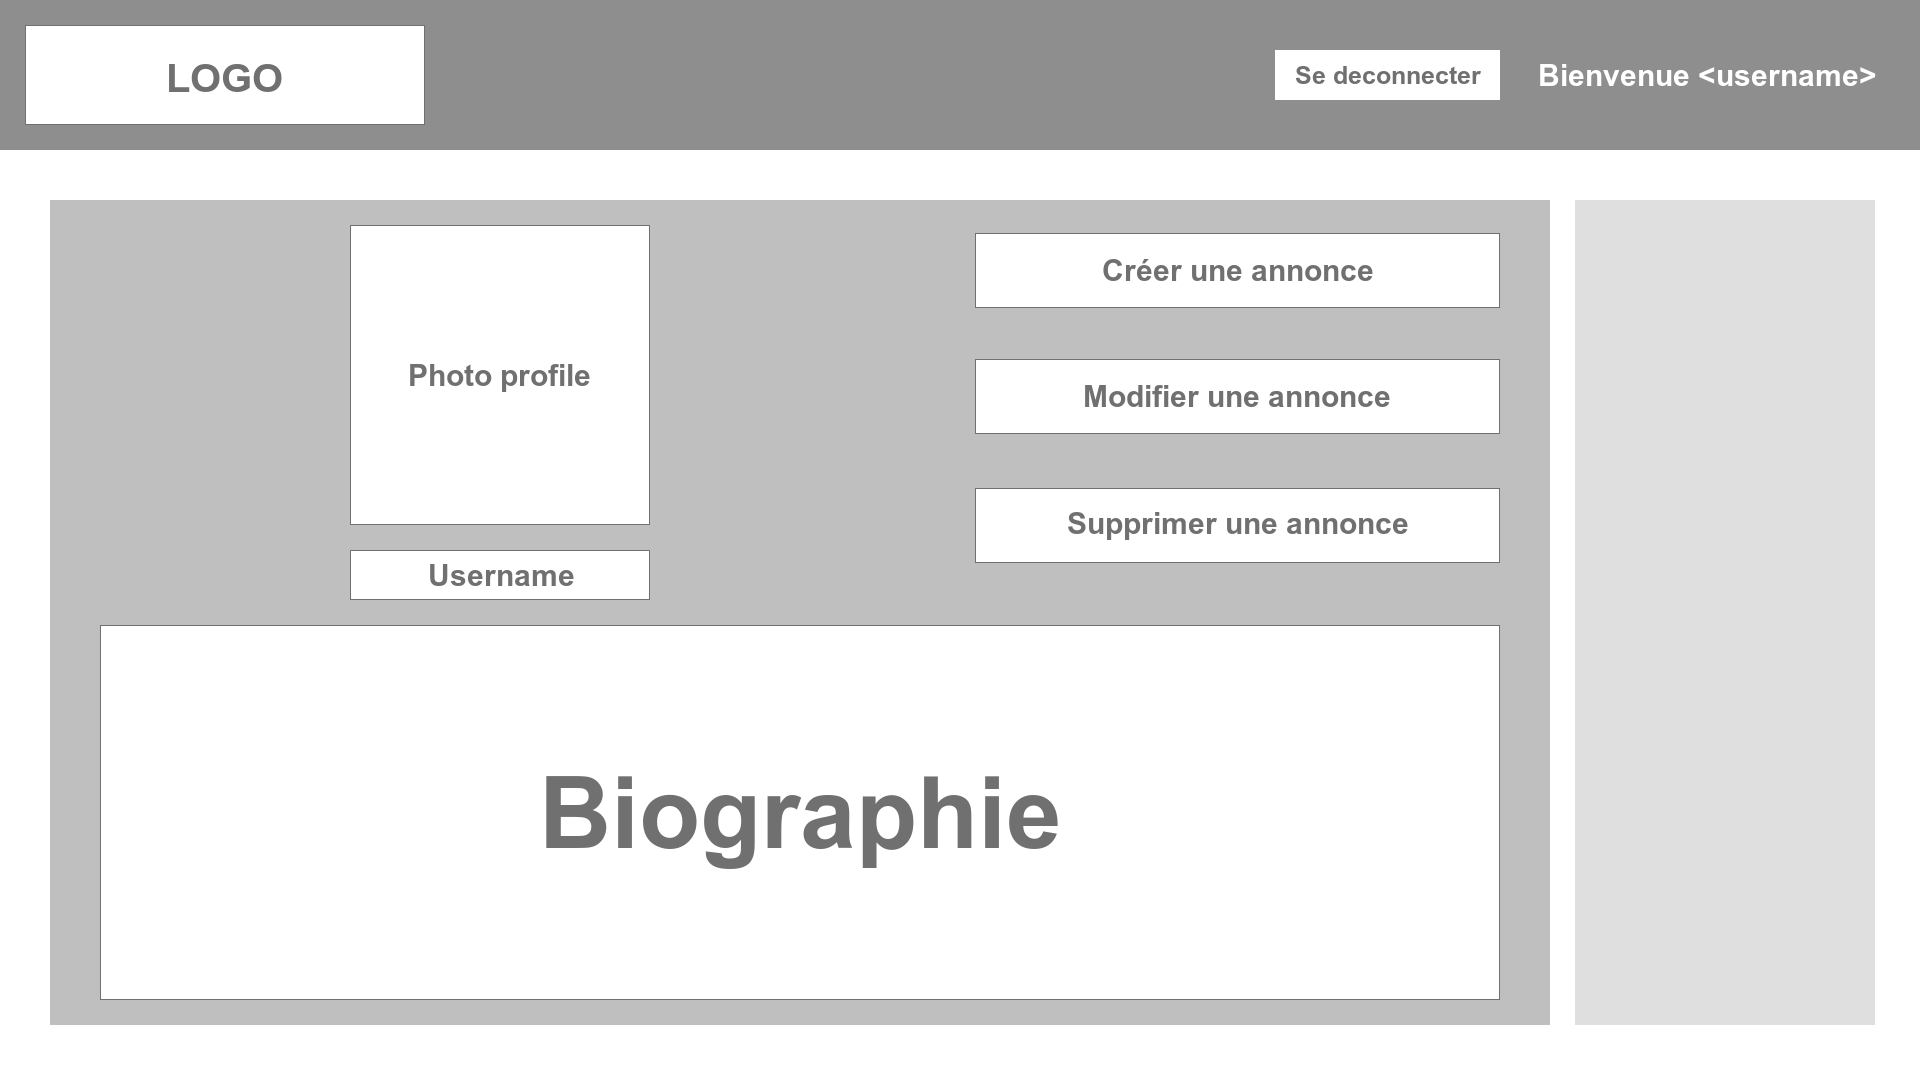 LOGO
Se deconnecter
Bienvenue <username>
Photo profile
Username
Créer une annonce
Modifier une annonce
Supprimer une annonce
Biographie